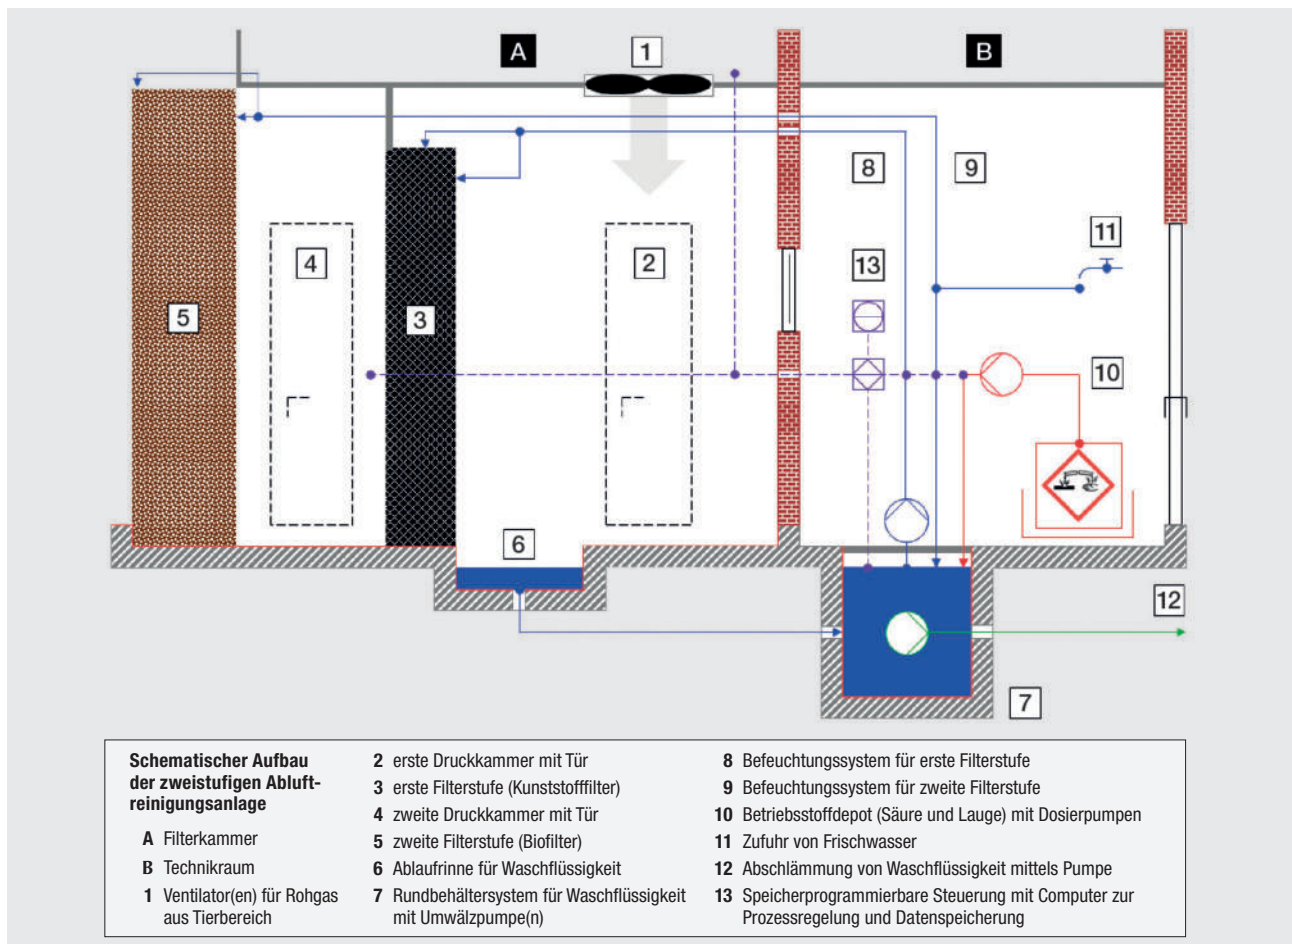 A
1
B
8
9
11
4
2
13
3
5
10
6
12
7
Schematischer Aufbau
der zweistufigen Abluft-
reinigungsanlage
A Filterkammer
B Technikraum
1 Ventilator(en) für Rohgas
aus Tierbereich
2 erste Druckkammer mit Tür
3 erste Filterstufe (Kunststofffilter)
4 zweite Druckkammer mit Tür
5 zweite Filterstufe (Biofilter)
6 Ablaufrinne für Waschflüssigkeit
7 Rundbehältersystem für Waschflüssigkeit
mit Umwälzpumpe(n)
8 Befeuchtungssystem für erste Filterstufe
9 Befeuchtungssystem für zweite Filterstufe
10 Betriebsstoffdepot (Säure und Lauge) mit Dosierpumpen
11 Zufuhr von Frischwasser
12 Abschlämmung von Waschflüssigkeit mittels Pumpe
13 Speicherprogrammierbare Steuerung mit Computer zur
Prozessregelung und Datenspeicherung